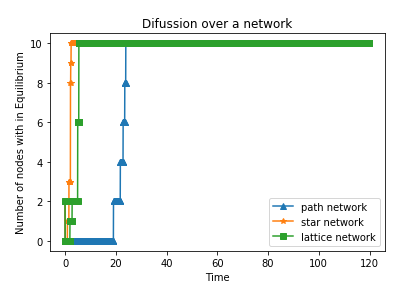 Difussion over a network
Number of nodes with in Equilibrium
10
8
6
4
2
0
0 20 40 60 80 100 120
Time
path network
star network
lattice network